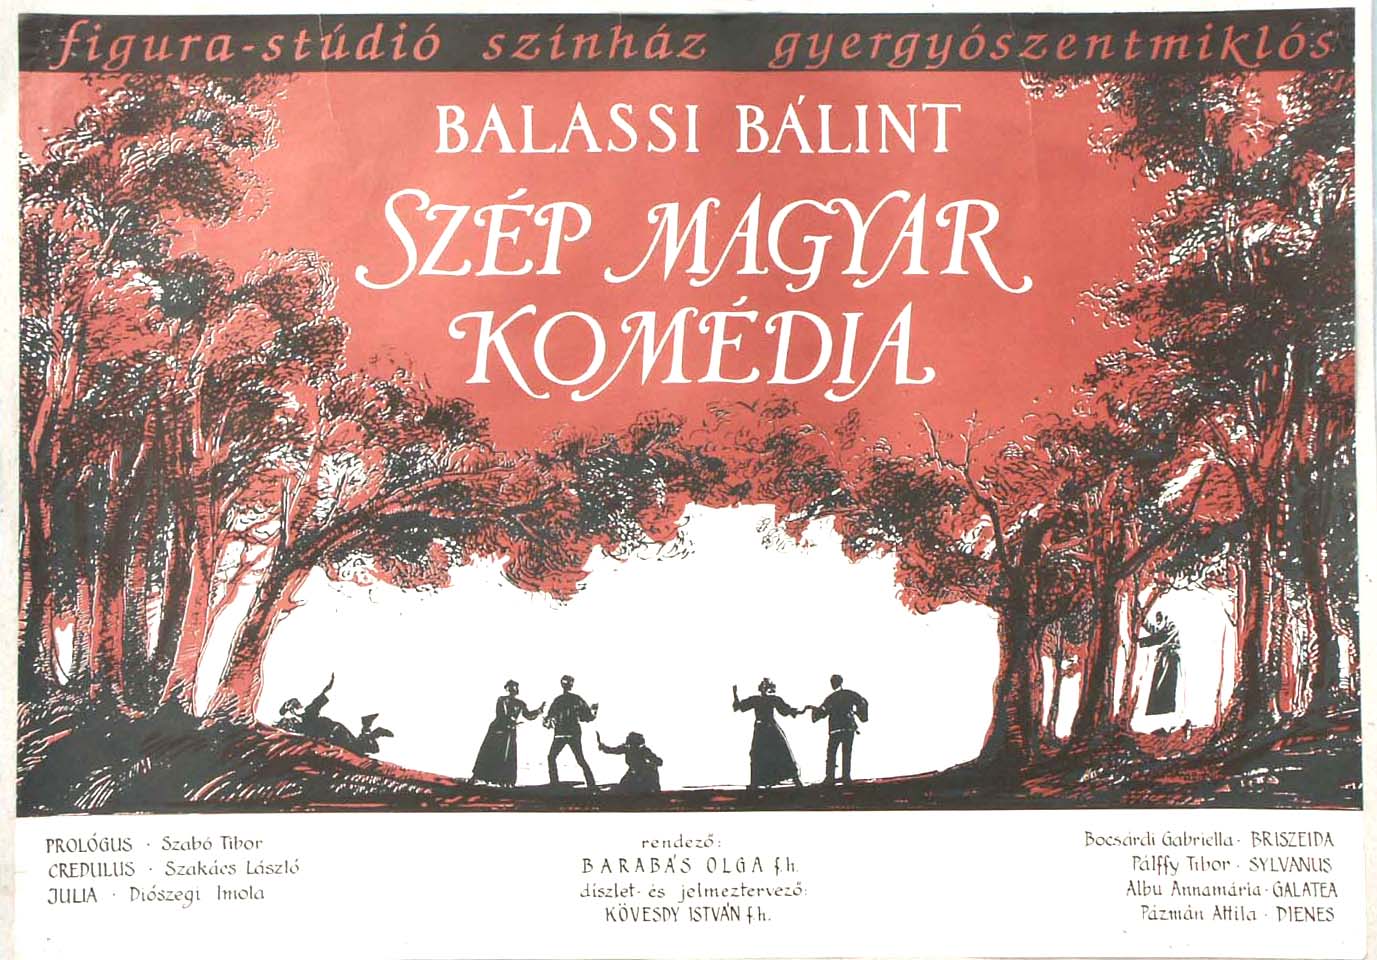 figura-stúdió színház gyergyószentmiklós
BALASSI BÁLINT
SZÉP MAGYAR
KOMÉDIA
PROLÓGUS · Szabó Tibor
CREDULUS · Szakács László
JULIA · Diószegi Imola
rendező:
BARABÁS OLGA f.h.
díszlet- és jelmeztervező:
KÖVESDY ISTVÁN f.h.
Bocsárdi Gabriella · BRISZEIDA
Pálffy Tibor · SYLVANUS
Albu Annamária · GALATEA
Pázmán Attila · DIENES